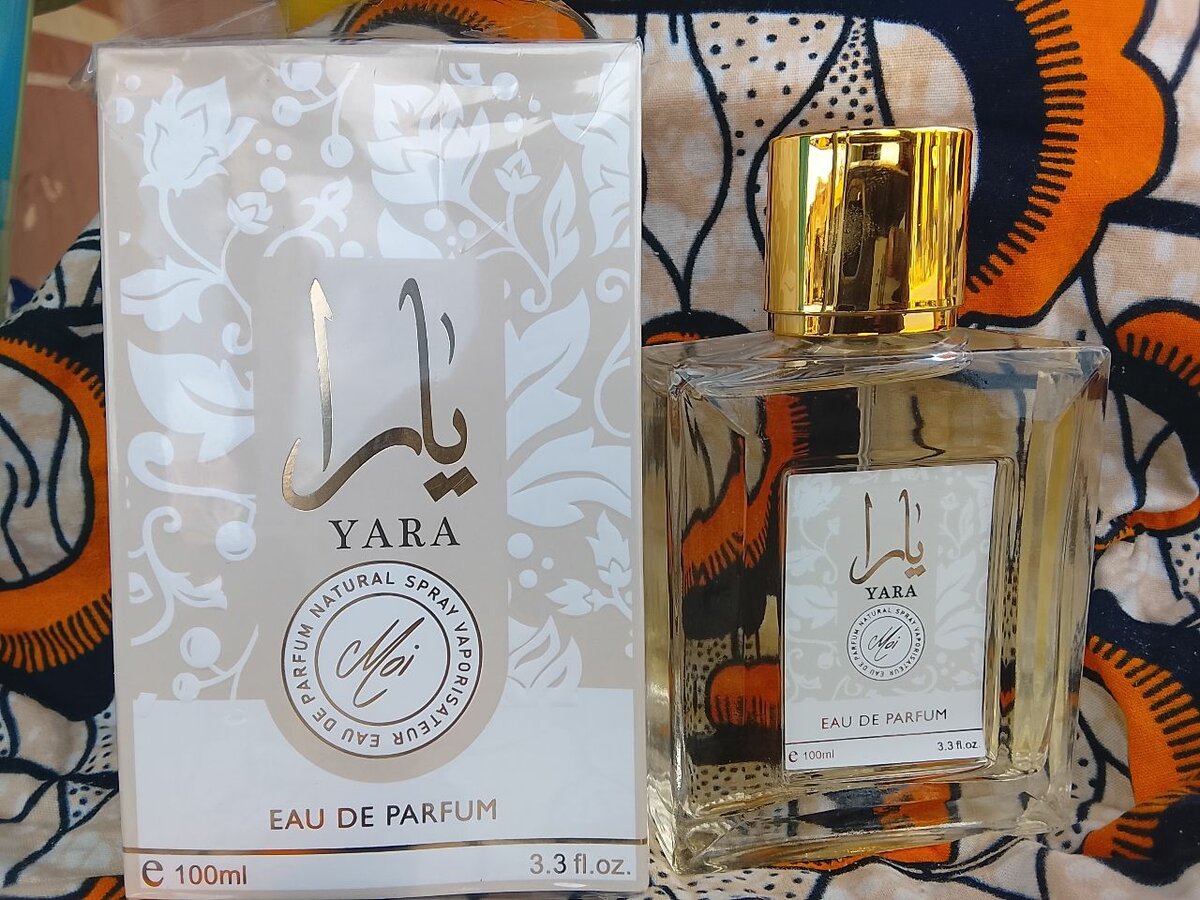 يارا
YARA
EAU DE PARFUM NATURAL SPRAY VAPORISATEUR
Moi
EAU DE PARFUM
e 100ml
3.3 fl.oz.
يارا
YARA
EAU DE PARFUM NATURAL SPRAY VAPORISATEUR
Moi
EAU DE PARFUM
e 100ml
3.3 fl.oz.